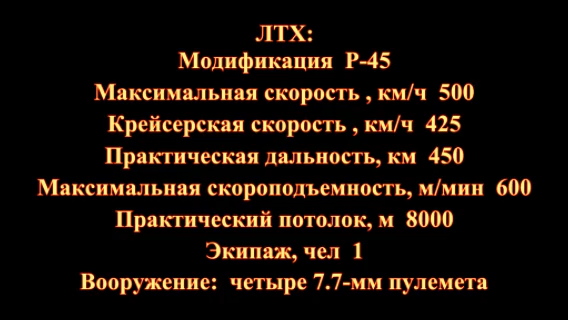 ЛТХ:
Модификация Р-45
Максимальная скорость , км/ч 500
Крейсерская скорость , км/ч 425
Практическая дальность, км 450
Максимальная скороподъемность, м/мин 600
Практический потолок, м 8000
Экипаж, чел 1
Вооружение: четыре 7.7-мм пулемета